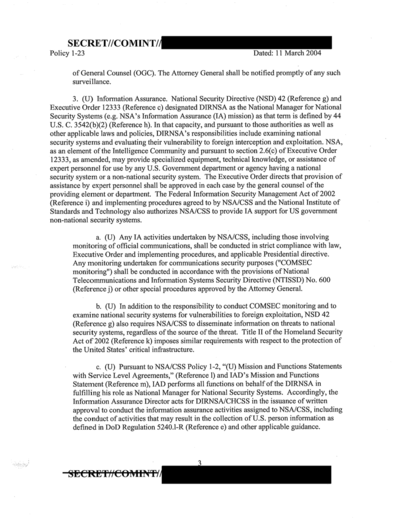 SECRET//COMINT//
Policy 1-23 Dated: 11 March 2004
of General Counsel (OGC). The Attorney General shall be notified promptly of any such
surveillance.
3. (U) Information Assurance. National Security Directive (NSD) 42 (Reference g) and
Executive Order 12333 (Reference c) designated DIRNSA as the National Manager for National
Security Systems (e.g. NSA's Information Assurance (IA) mission) as that term is defined by 44
U.S. C. 3542(b)(2) (Reference h). In that capacity, and pursuant to those authorities as well as
other applicable laws and policies, DIRNSA's responsibilities include examining national
security systems and evaluating their vulnerability to foreign interception and exploitation. NSA,
as an element of the Intelligence Community and pursuant to section 2.6(c) of Executive Order
12333, as amended, may provide specialized equipment, technical knowledge, or assistance of
expert personnel for use by any U.S. Government department or agency having a national
security system or a non-national security system. The Executive Order directs that provision of
assistance by expert personnel shall be approved in each case by the general counsel of the
providing element or department. The Federal Information Security Management Act of 2002
(Reference i) and implementing procedures agreed to by NSA/CSS and the National Institute of
Standards and Technology also authorizes NSA/CSS to provide IA support for US government
non-national security systems.
a. (U) Any IA activities undertaken by NSA/CSS, including those involving
monitoring of official communications, shall be conducted in strict compliance with law,
Executive Order and implementing procedures, and applicable Presidential directive.
Any monitoring undertaken for communications security purposes ("COMSEC
monitoring") shall be conducted in accordance with the provisions of National
Telecommunications and Information Systems Security Directive (NTISSD) No. 600
(Reference j) or other special procedures approved by the Attorney General.
b. (U) In addition to the responsibility to conduct COMSEC monitoring and to
examine national security systems for vulnerabilities to foreign exploitation, NSD 42
(Reference g) also requires NSA/CSS to disseminate information on threats to national
security systems, regardless of the source of the threat. Title II of the Homeland Security
Act of 2002 (Reference k) imposes similar requirements with respect to the protection of
the United States' critical infrastructure.
c. (U) Pursuant to NSA/CSS Policy 1-2, "(U) Mission and Functions Statements
with Service Level Agreements," (Reference l) and IAD's Mission and Functions
Statement (Reference m), IAD performs all functions on behalf of the DIRNSA in
fulfilling his role as National Manager for National Security Systems. Accordingly, the
Information Assurance Director acts for DIRNSA/CHCSS in the issuance of written
approval to conduct the information assurance activities assigned to NSA/CSS, including
the conduct of activities that may result in the collection of U.S. person information as
defined in DoD Regulation 5240.l-R (Reference e) and other applicable guidance.
3
SECRET//COMINT//